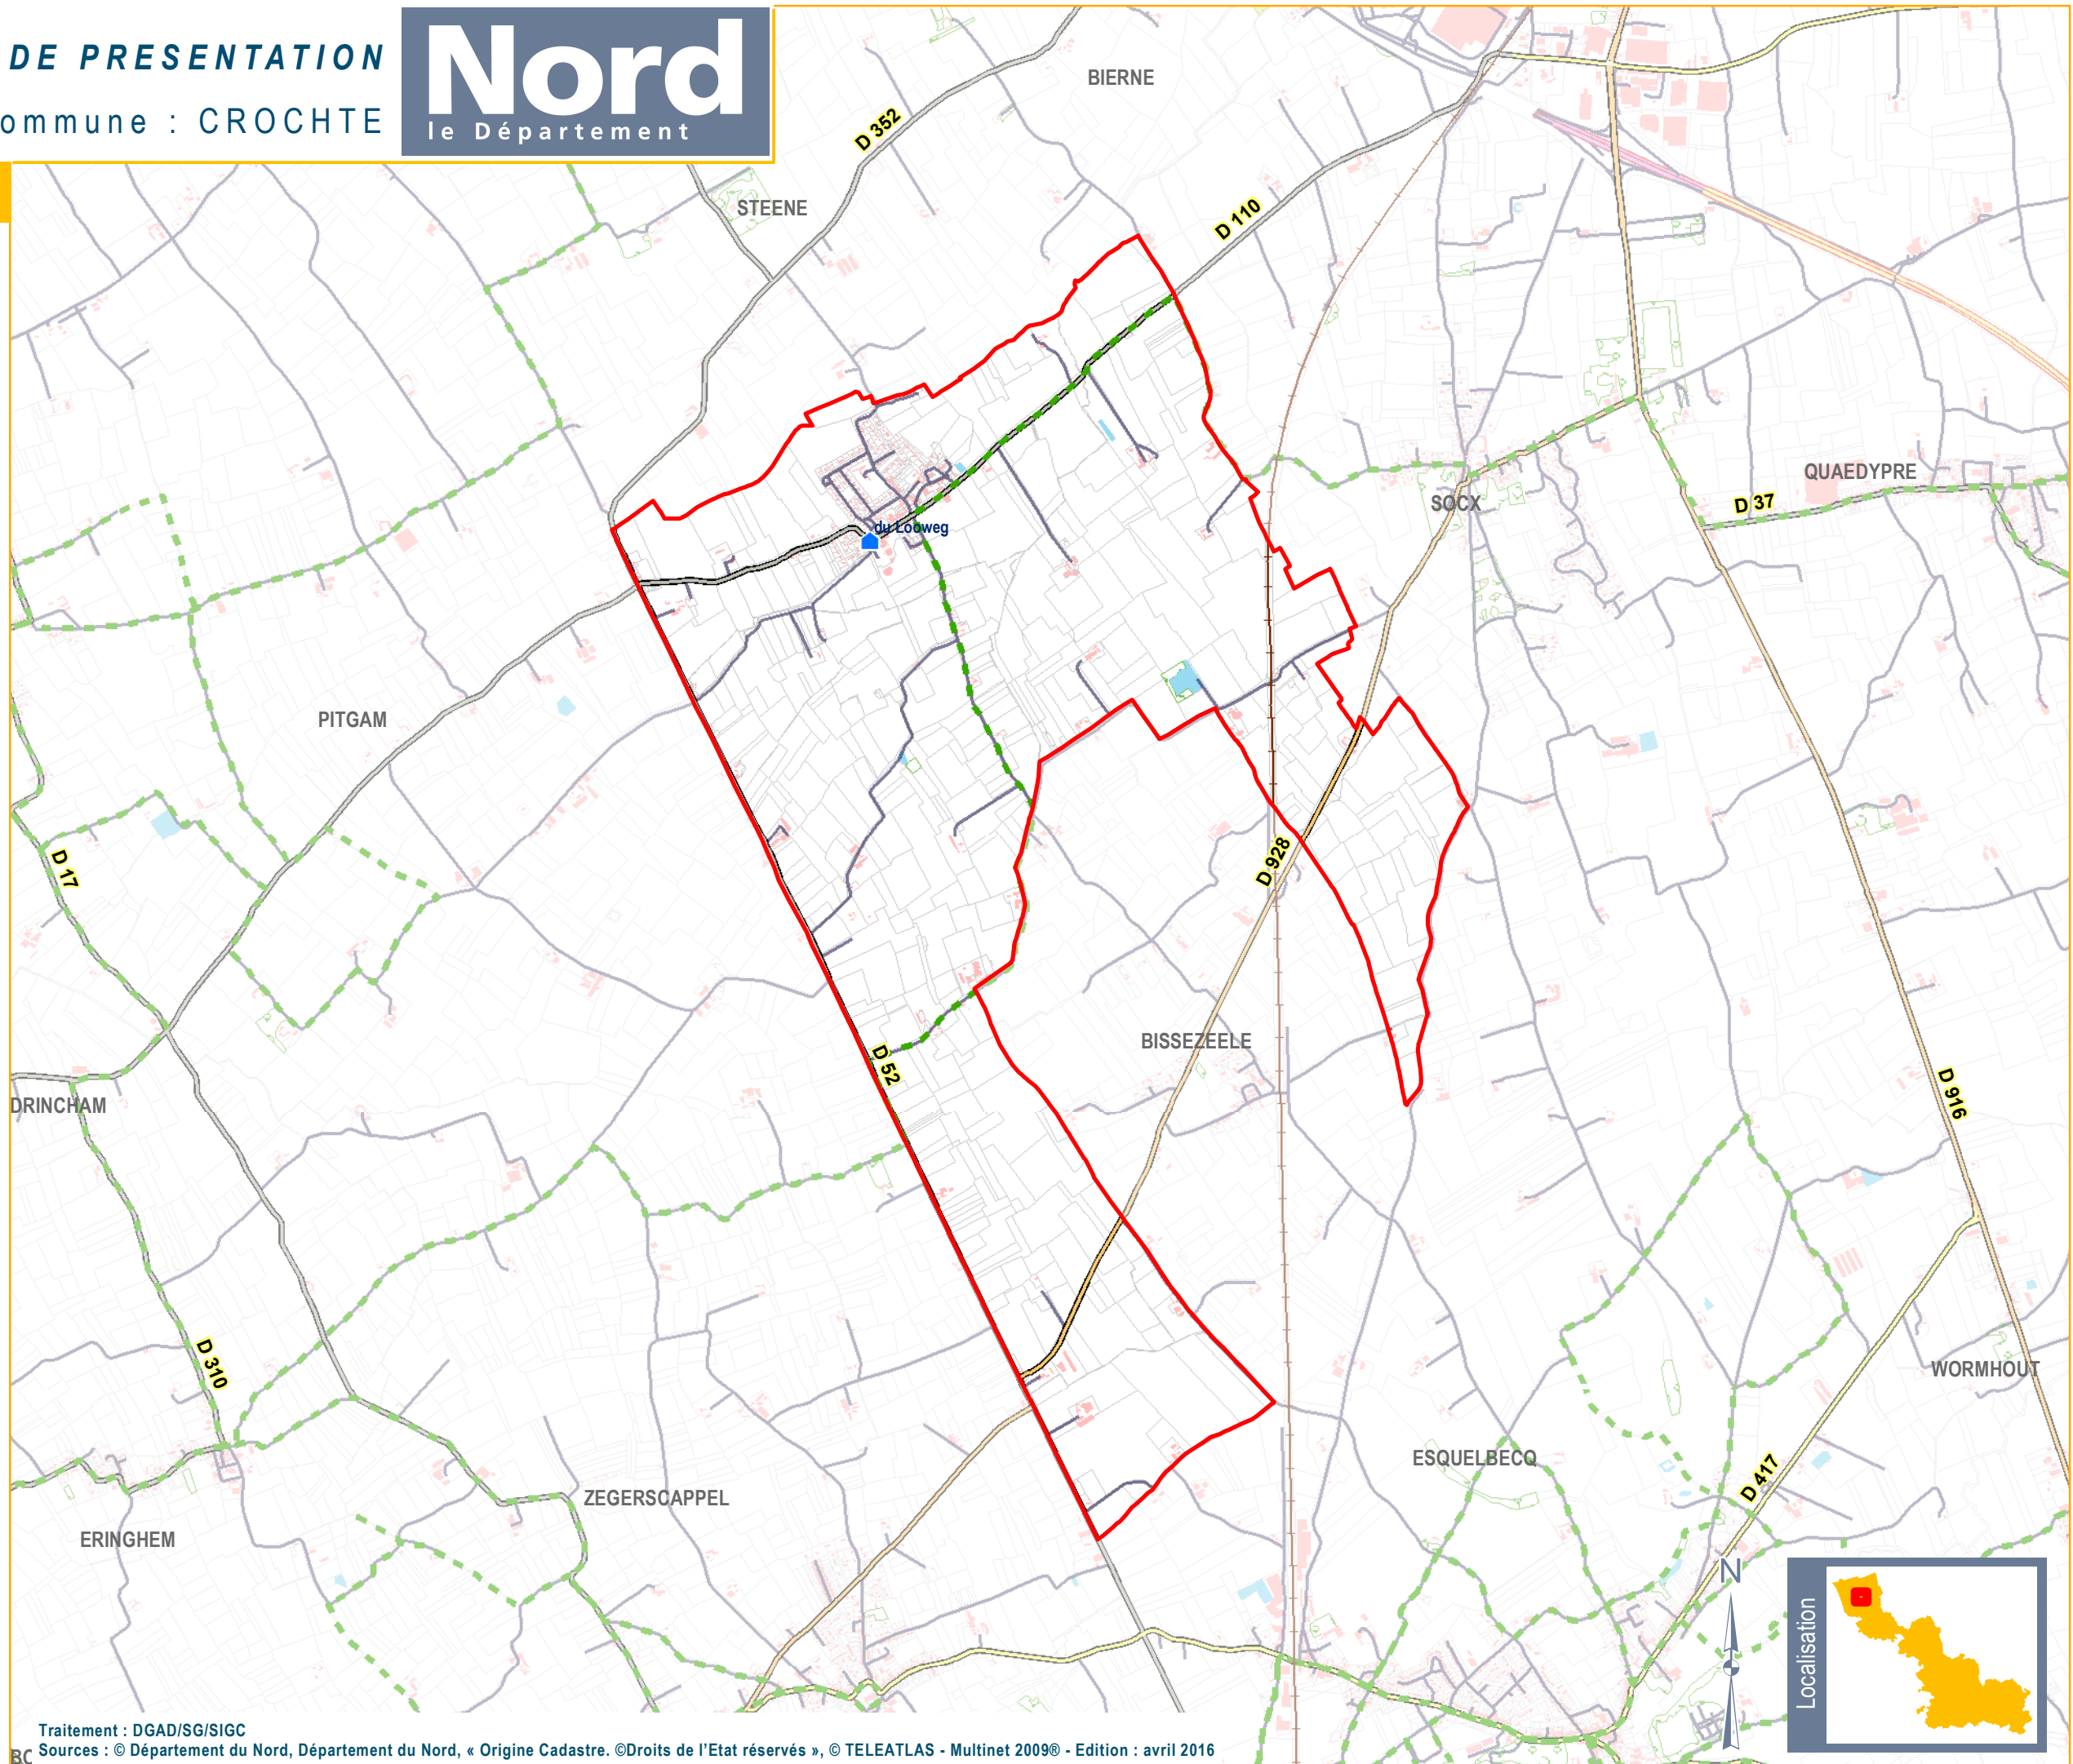 DE PRESENTATION
ommune : CROCHTE
Nord
le Département
BIERNE
D 352
STEENE
D 110
QUAEDYPRE
D 37
SOCX
du Looweg
PITGAM
D 17
D 928
BISSEZEELE
D 52
DRINCHAM
D 916
D 310
WORMHOUT
ESQUELBECQ
D 417
ZEGERSCAPPEL
ERINGHEM
N
Localisation
Traitement : DGAD/SG/SIGC
BO
Sources : © Département du Nord, Département du Nord, « Origine Cadastre. ©Droits de l'Etat réservés », © TELEATLAS - Multinet 2009® - Edition : avril 2016